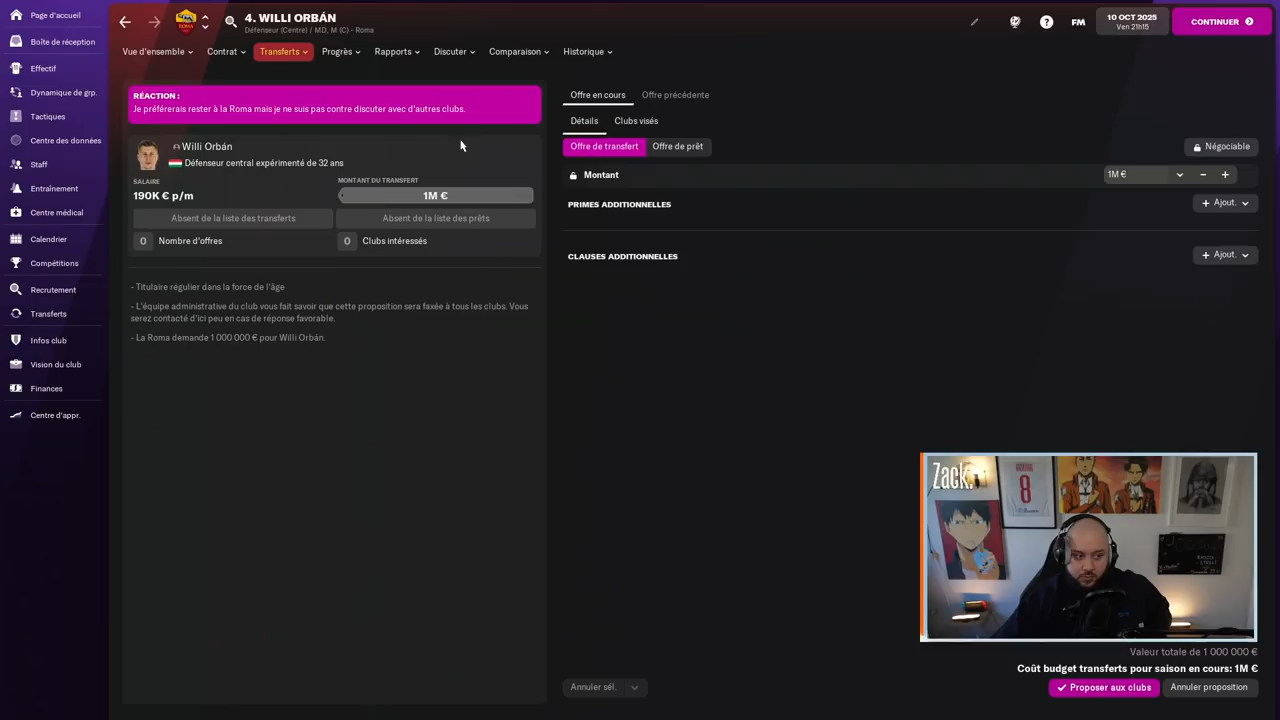 Page d'accueil
Boîte de réception
Effectif
Dynamique de grp.
Tactiques
Centre des données
Staff
Entraînement
Centre médical
Calendrier
Compétitions
Recrutement
Transferts
Infos club
Vision du club
Finances
Centre d'appr.
ROMA
4. WILLI ORBÁN
Défenseur (Centre) / MD, M (C) - Roma
FM
10 OCT 2025
Ven 21h15
CONTINUER
Vue d'ensemble
Contrat
Transferts
Progrès
Rapports
Discuter
Comparaison
Historique
RÉACTION :
Je préférerais rester à la Roma mais je ne suis pas contre discuter avec d'autres clubs.
Willi Orbán
Défenseur central expérimenté de 32 ans
SALAIRE
190K € p/m
MONTANT DU TRANSFERT
1M €
Absent de la liste des transferts
Absent de la liste des prêts
0 Nombre d'offres
0 Clubs intéressés
- Titulaire régulier dans la force de l'âge
- L'équipe administrative du club vous fait savoir que cette proposition sera faxée à tous les clubs. Vous
serez contacté d'ici peu en cas de réponse favorable.
- La Roma demande 1 000 000 € pour Willi Orbán.
Offre en cours
Offre précédente
Détails
Clubs visés
Offre de transfert
Offre de prêt
Négociable
Montant
1M €
- +
PRIMES ADDITIONNELLES
+ Ajout.
CLAUSES ADDITIONNELLES
+ Ajout.
Zack.
8
Valeur totale de 1 000 000 €
Coût budget transferts pour saison en cours: 1M €
Annuler sél.
Proposer aux clubs
Annuler proposition